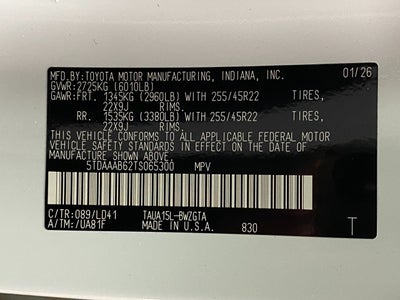 MFD.BY:TOYOTA MOTOR MANUFACTURING, INDIANA, INC. 01/26
GVWR:2725KG (6010LB)
GAWR:FRT. 1345KG (2960LB) WITH 255/45R22 TIRES,
22X9J RIMS.
RR. 1535KG (3380LB) WITH 255/45R22 TIRES,
22X9J RIMS.
THIS VEHICLE CONFORMS TO ALL APPLICABLE FEDERAL MOTOR
VEHICLE SAFETY STANDARDS IN EFFECT ON THE DATE OF
MANUFACTURE SHOWN ABOVE.
5TDAAAB62TS065300 MPV
C/TR:089/LD41 TAUA15L-BWZGTA
A/TM:/UA81F MADE IN U.S.A. 830 T